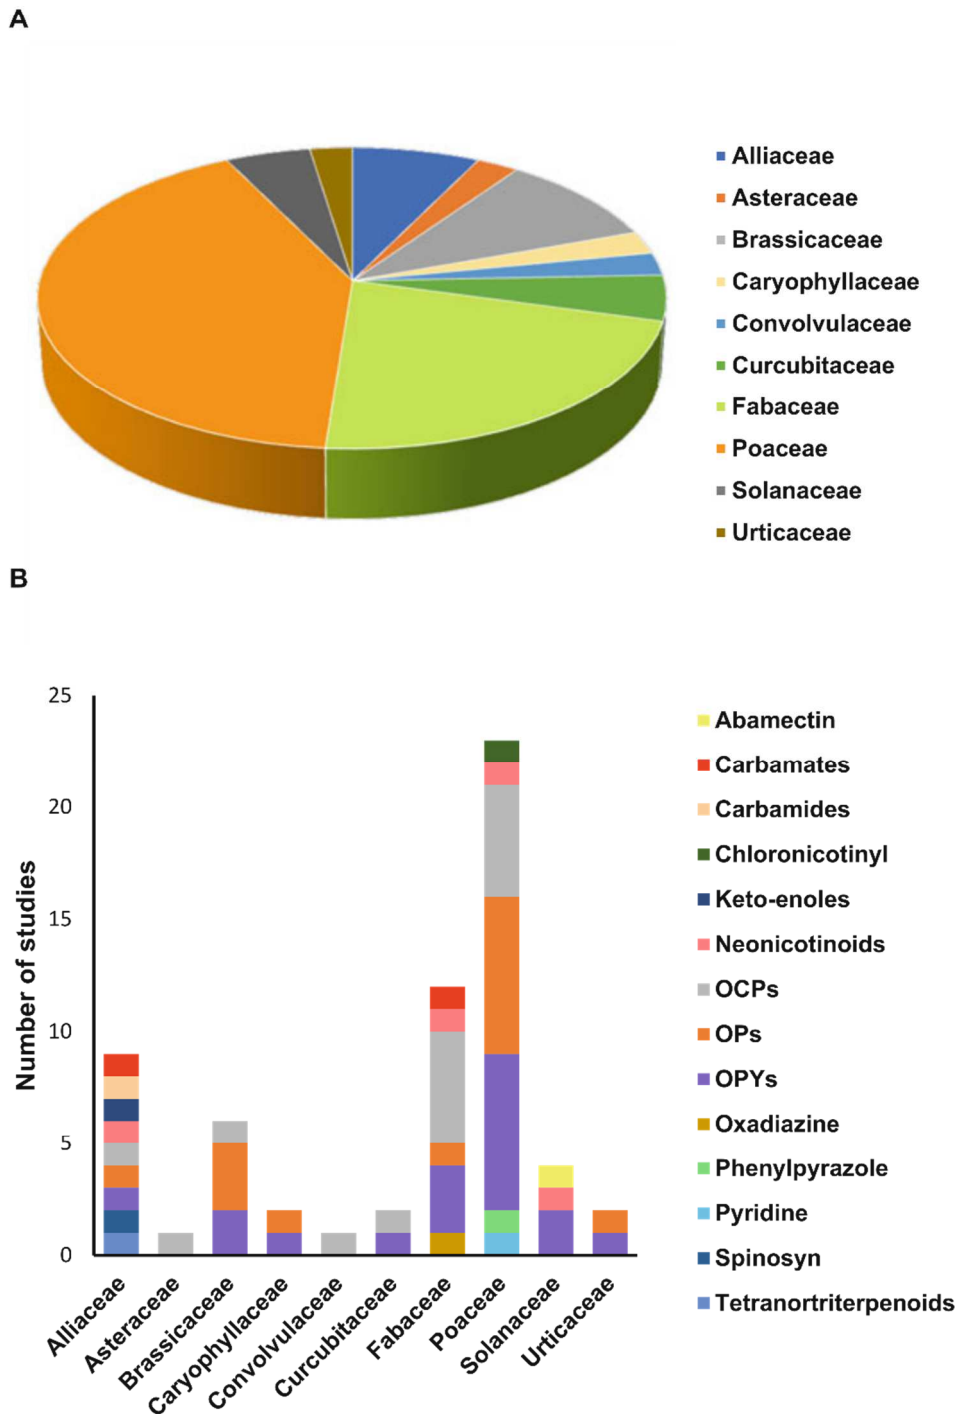 A
Alliaceae
Asteraceae
Brassicaceae
Caryophyllaceae
Convolvulaceae
Curcubitaceae
Fabaceae
Poaceae
Solanaceae
Urticaceae
B
Number of studies
25
20
15
10
5
0
Alliaceae
Asteraceae
Brassicaceae
Caryophyllaceae
Convolvulaceae
Curcubitaceae
Fabaceae
Poaceae
Solanaceae
Urticaceae
Abamectin
Carbamates
Carbamides
Chloronicotinyl
Keto-enoles
Neonicotinoids
OCPs
OPs
OPYs
Oxadiazine
Phenylpyrazole
Pyridine
Spinosyn
Tetranortriterpenoids